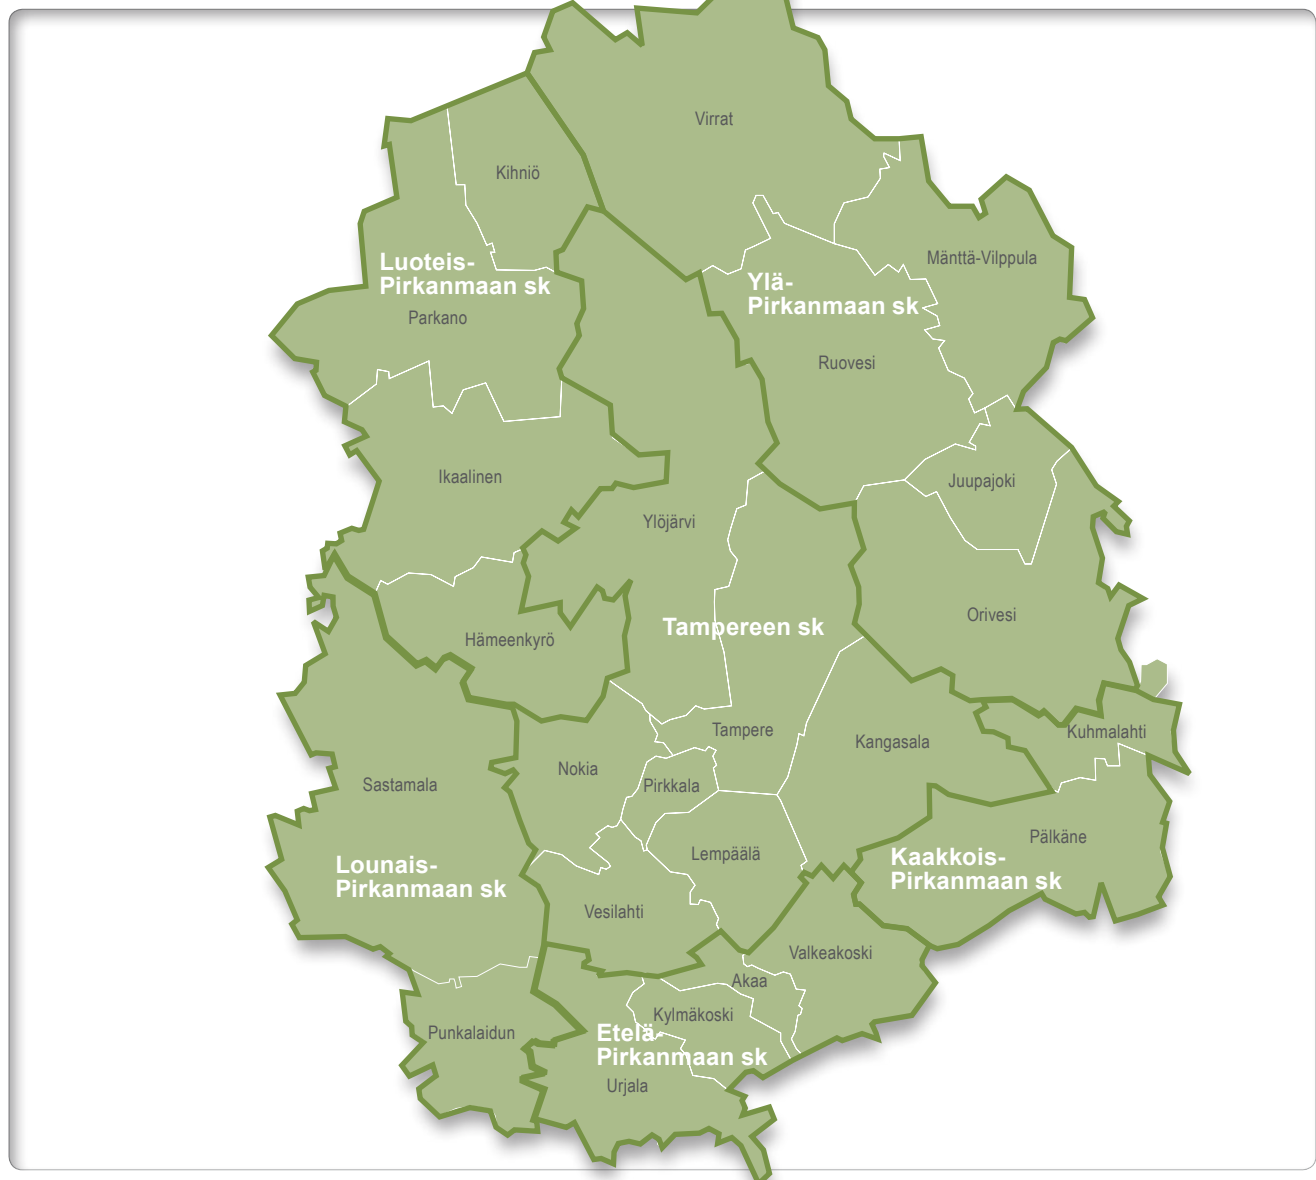 Virrat
Kihniö
Mänttä-Vilppula
Luoteis-
Pirkanmaan sk
Ylä-
Pirkanmaan sk
Parkano
Ruovesi
Ikaalinen
Juupajoki
Ylöjärvi
Orivesi
Tampereen sk
Hämeenkyrö
Tampere
Kangasala
Kuhmalahti
Nokia
Pirkkala
Sastamala
Pälkäne
Lempäälä
Kaakkois-
Pirkanmaan sk
Lounais-
Pirkanmaan sk
Vesilahti
Valkeakoski
Akaa
Kylmäkoski
Punkalaidun
Etelä-
Pirkanmaan sk
Urjala